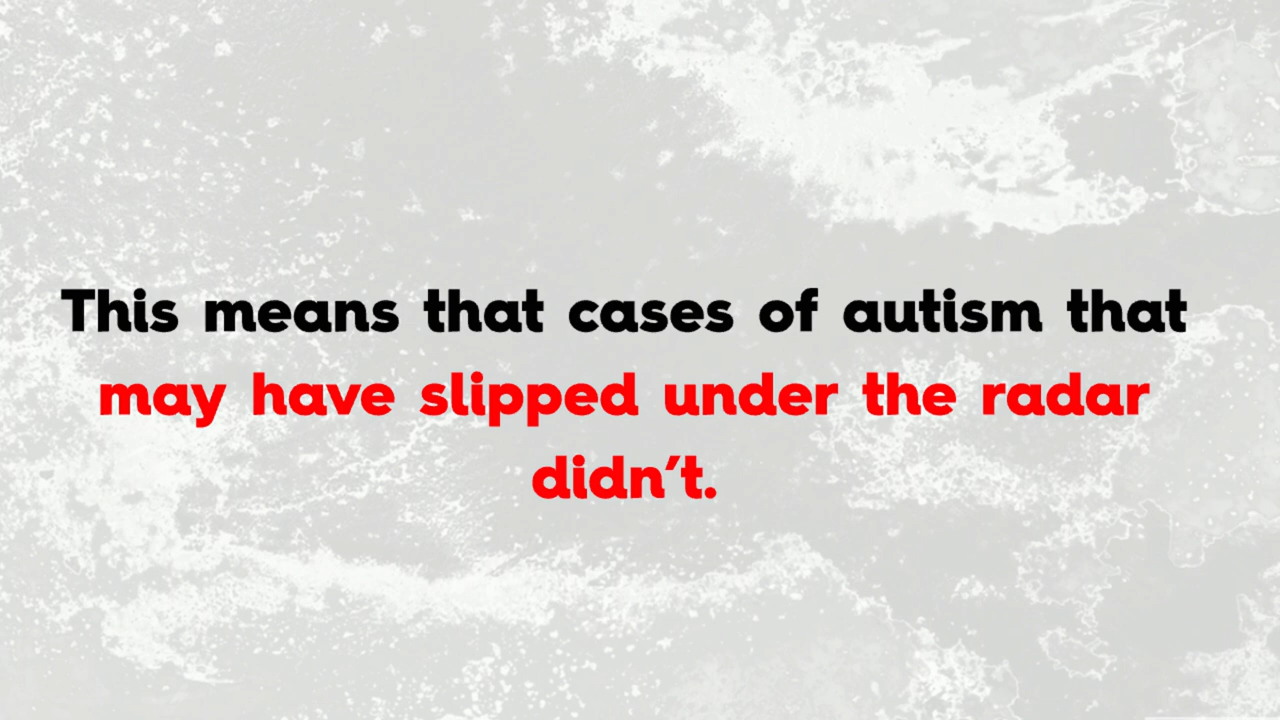 This means that cases of autism that
may have slipped under the radar
didn’t.